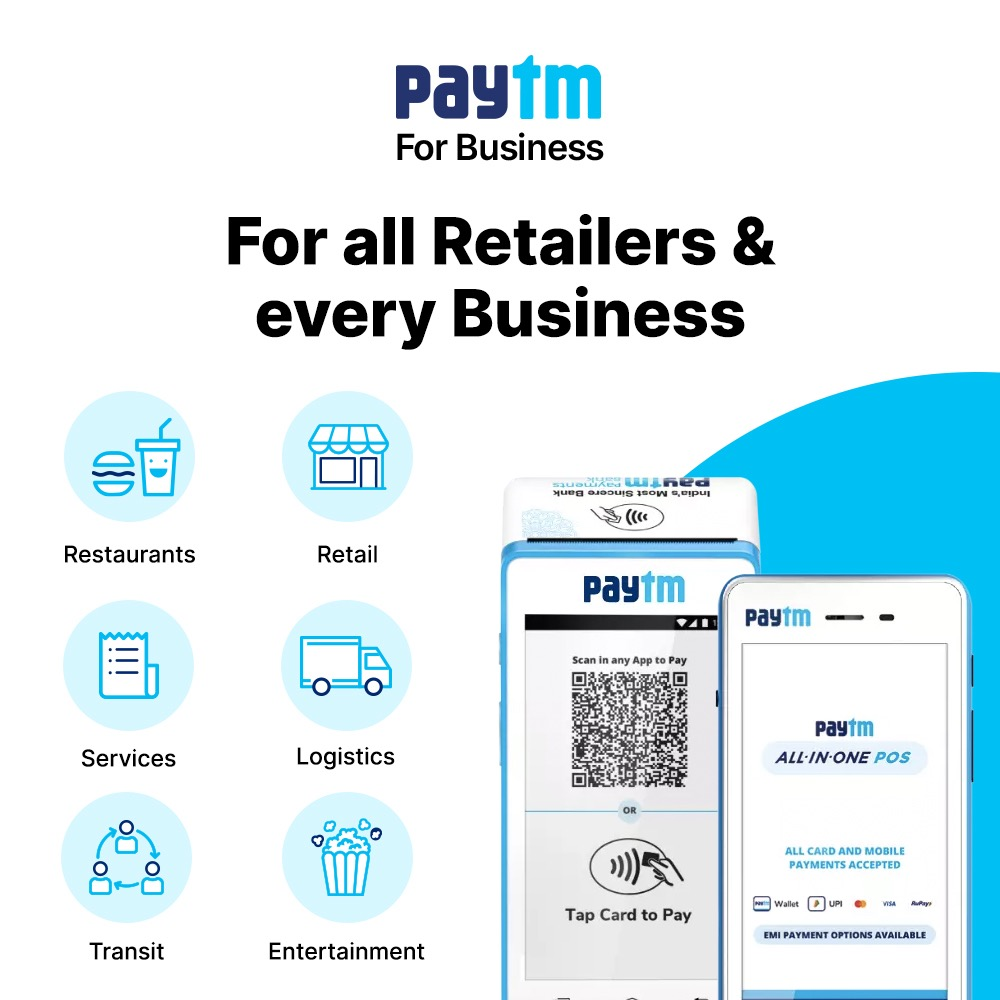 paytm
For Business
For all Retailers &
every Business
Restaurants
Retail
Services
Logistics
Transit
Entertainment
paytm
payments
bank
India's Most Sincere Bank
paytm
Scan in any App to Pay
OR
Tap Card to Pay
paytm
paytm
ALL·IN·ONE POS
ALL CARD AND MOBILE
PAYMENTS ACCEPTED
paytm Wallet UPI VISA RuPay
EMI PAYMENT OPTIONS AVAILABLE